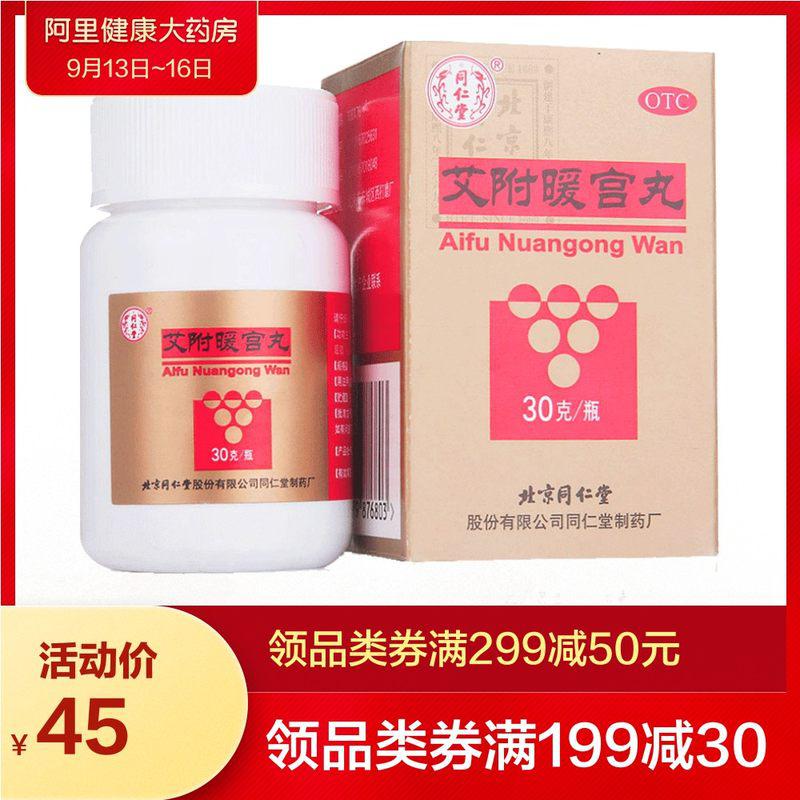 阿里健康大药房
9月13日~16日
同仁堂
®
OTC
艾附暖宫丸
Aifu Nuangong Wan
30克/瓶
北京同仁堂
股份有限公司同仁堂制药厂
同仁堂
®
艾附暖宫丸
Aifu Nuangong Wan
30克/瓶
北京同仁堂股份有限公司同仁堂制药厂
876803
活动价
¥45
领品类券满299减50元
领品类券满199减30